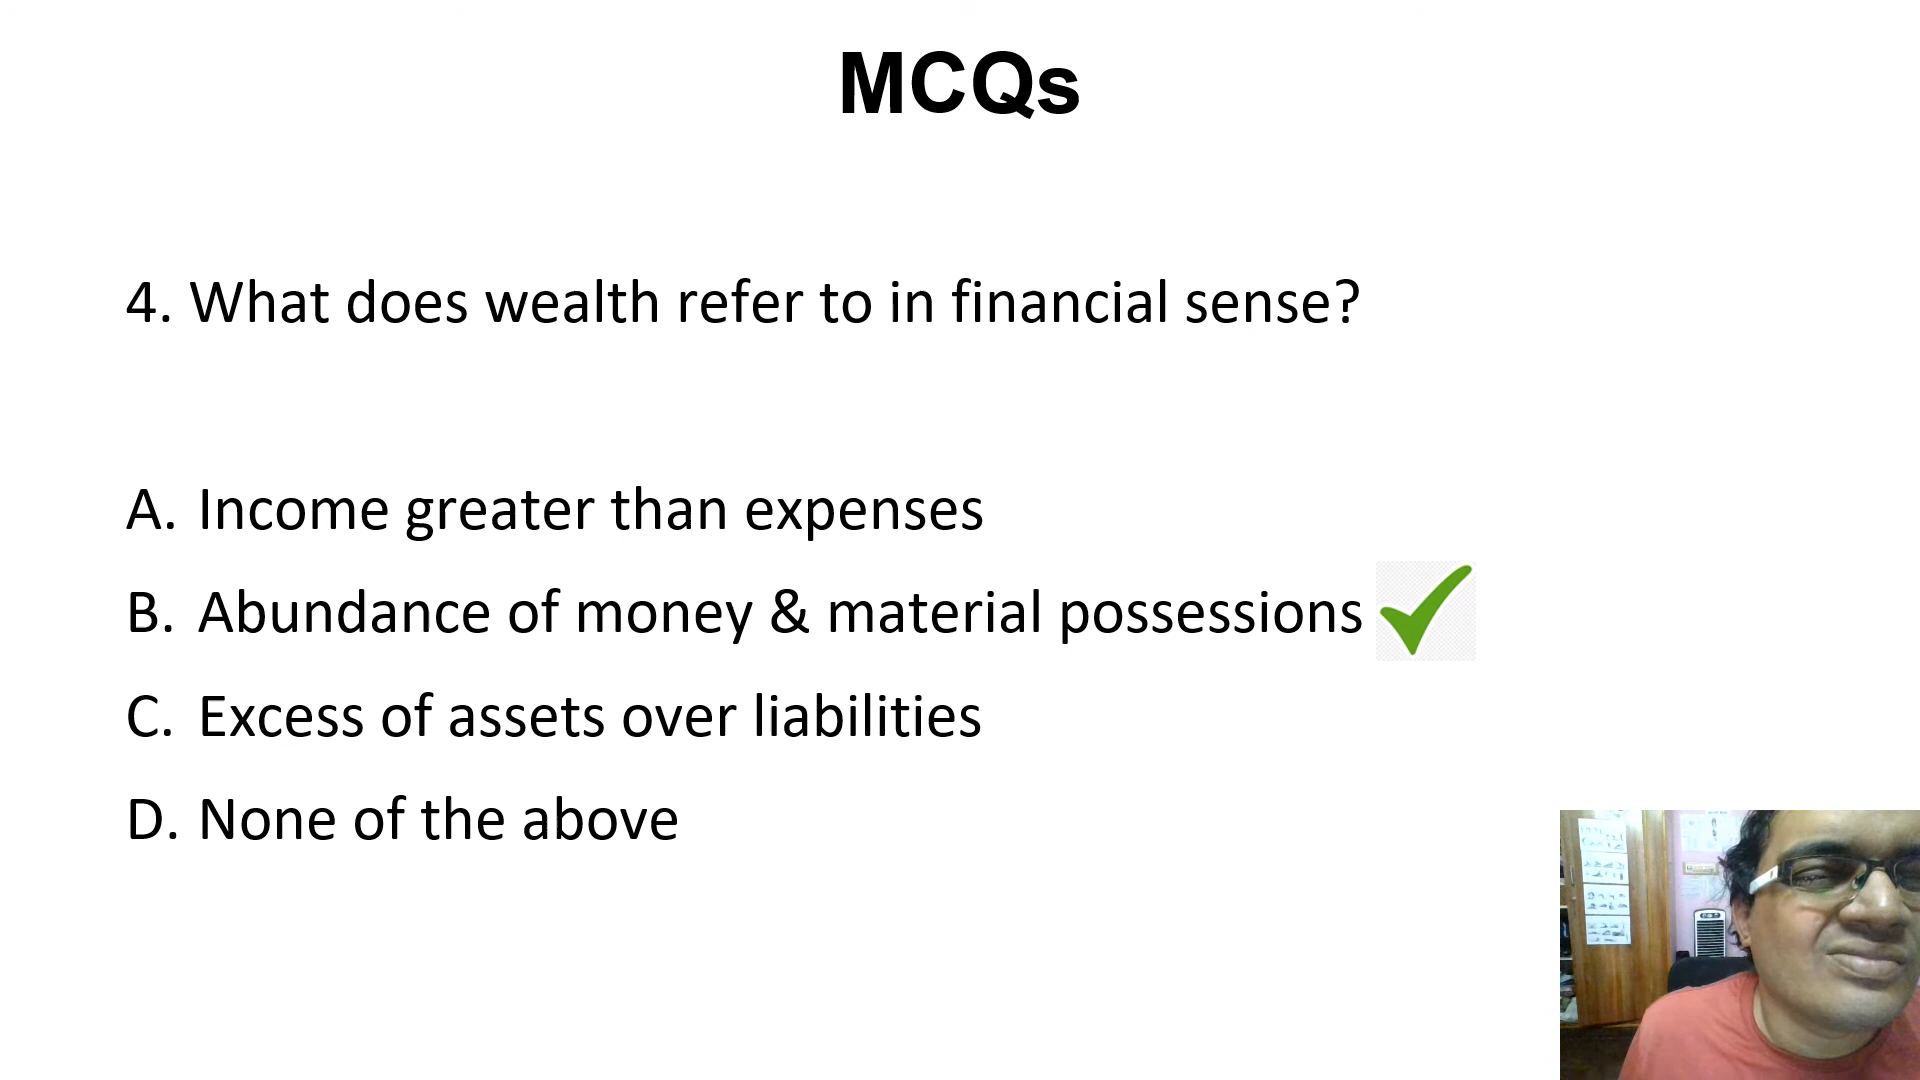 MCQs
4. What does wealth refer to in financial sense?
A. Income greater than expenses
B. Abundance of money & material possessions
C. Excess of assets over liabilities
D. None of the above